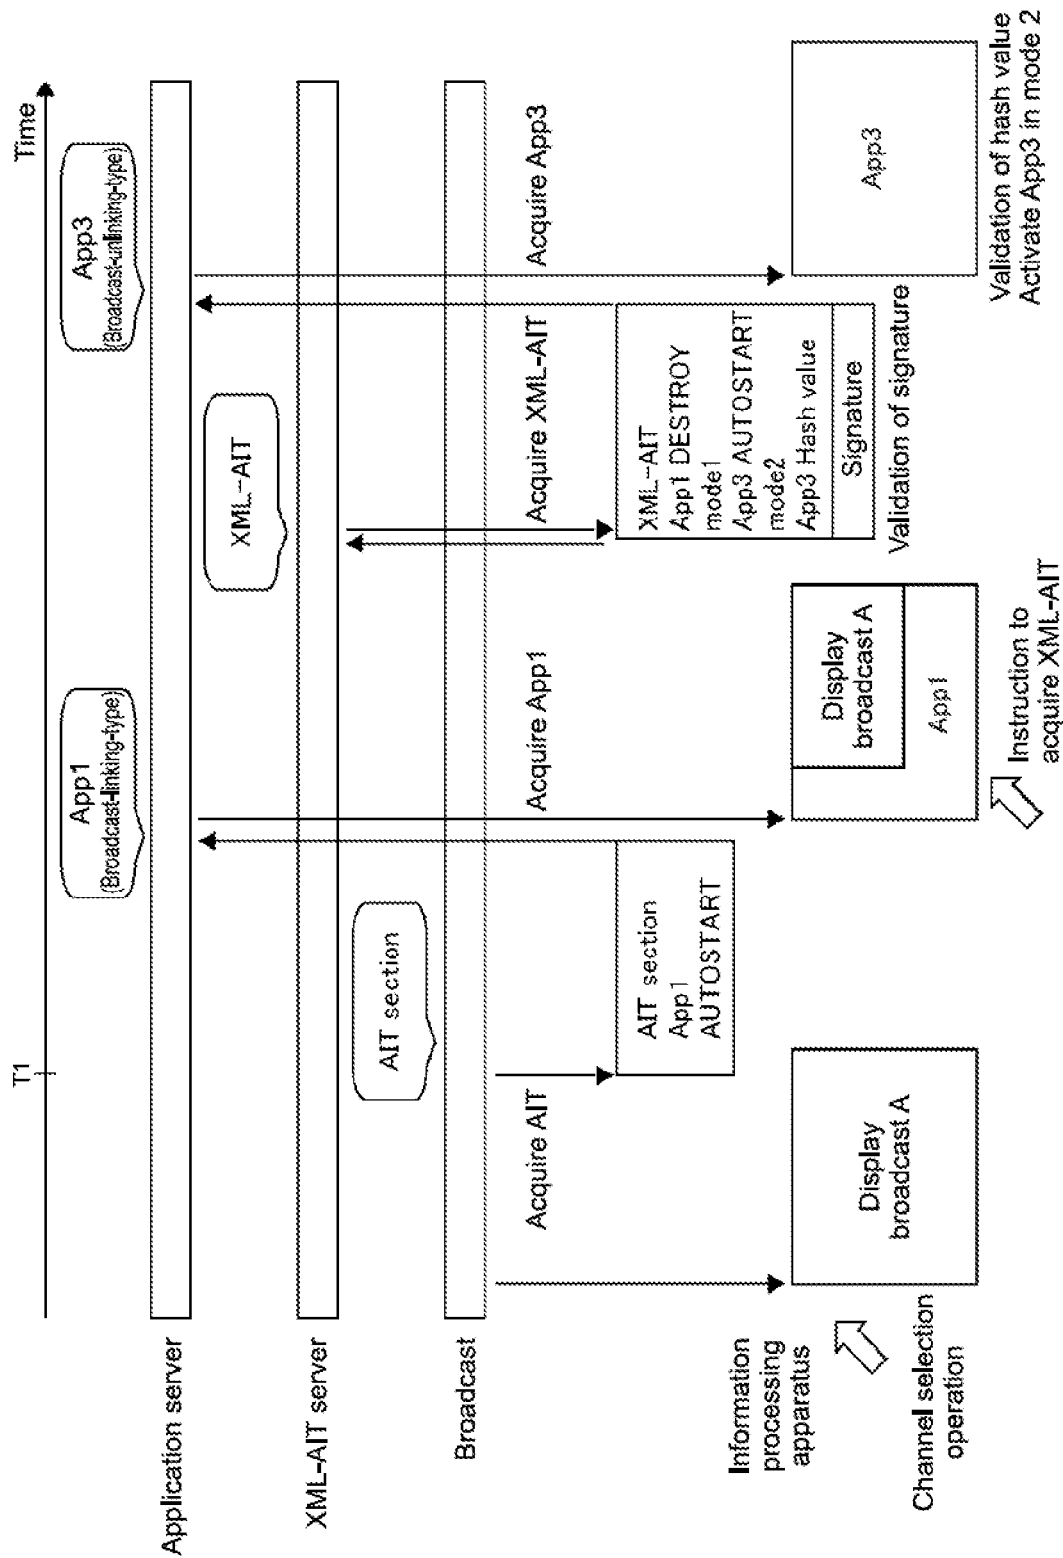 T1
Time
App1
(Broadcast-linking-type)
App3
(Broadcast-unlinking-type)
Application server
XML-AIT
XML-AIT server
AIT section
Broadcast
Acquire AIT
Acquire App1
Acquire XML-AIT
Acquire App3
AIT section
App1
AUTOSTART
XML-AIT
App1 DESTROY
mode1
App3 AUTOSTART
mode2
App3 Hash value
Signature
Validation of signature
Information
processing
apparatus
Display
broadcast A
Display
broadcast A
App1
App3
Channel selection
operation
Instruction to
acquire XML-AIT
Validation of hash value
Activate App3 in mode 2